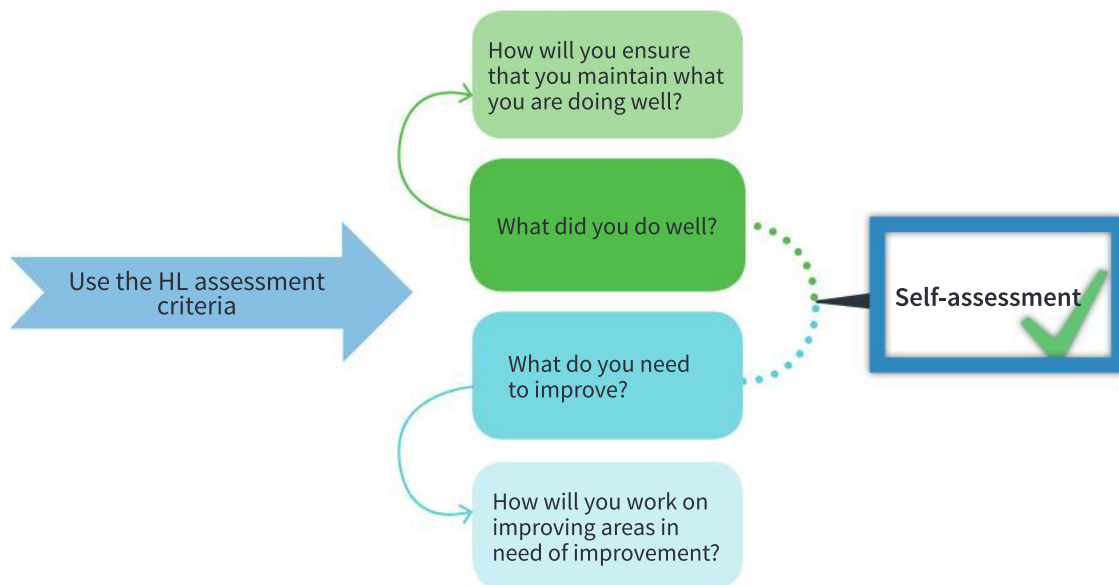 Use the HL assessment
criteria
How will you ensure
that you maintain what
you are doing well?
What did you do well?
What do you need
to improve?
How will you work on
improving areas in
need of improvement?
Self-assessment